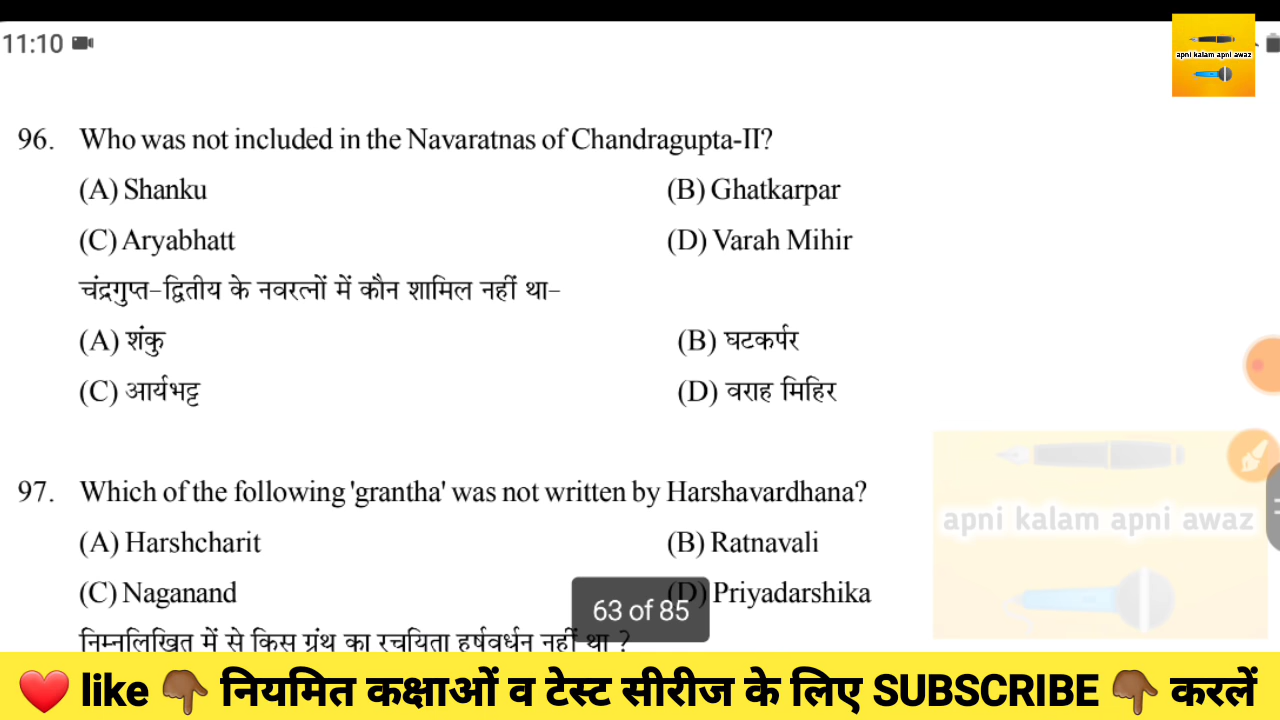 11:10
apni kalam apni awaz
96. Who was not included in the Navaratnas of Chandragupta-II?
(A) Shanku (B) Ghatkarpar
(C) Aryabhatt (D) Varah Mihir
चंद्रगुप्त-द्वितीय के नवरत्नों में कौन शामिल नहीं था-
(A) शंकु (B) घटकर्पर
(C) आर्यभट्ट (D) वराह मिहिर
97. Which of the following 'grantha' was not written by Harshavardhana?
(A) Harshcharit (B) Ratnavali
apni kalam apni awaz
(C) Naganand (D) Priyadarshika
63 of 85
निम्नलिखित में से किस ग्रंथ का रचयिता हर्षवर्धन नहीं था ?
like नियमित कक्षाओं व टेस्ट सीरीज के लिए SUBSCRIBE करलें